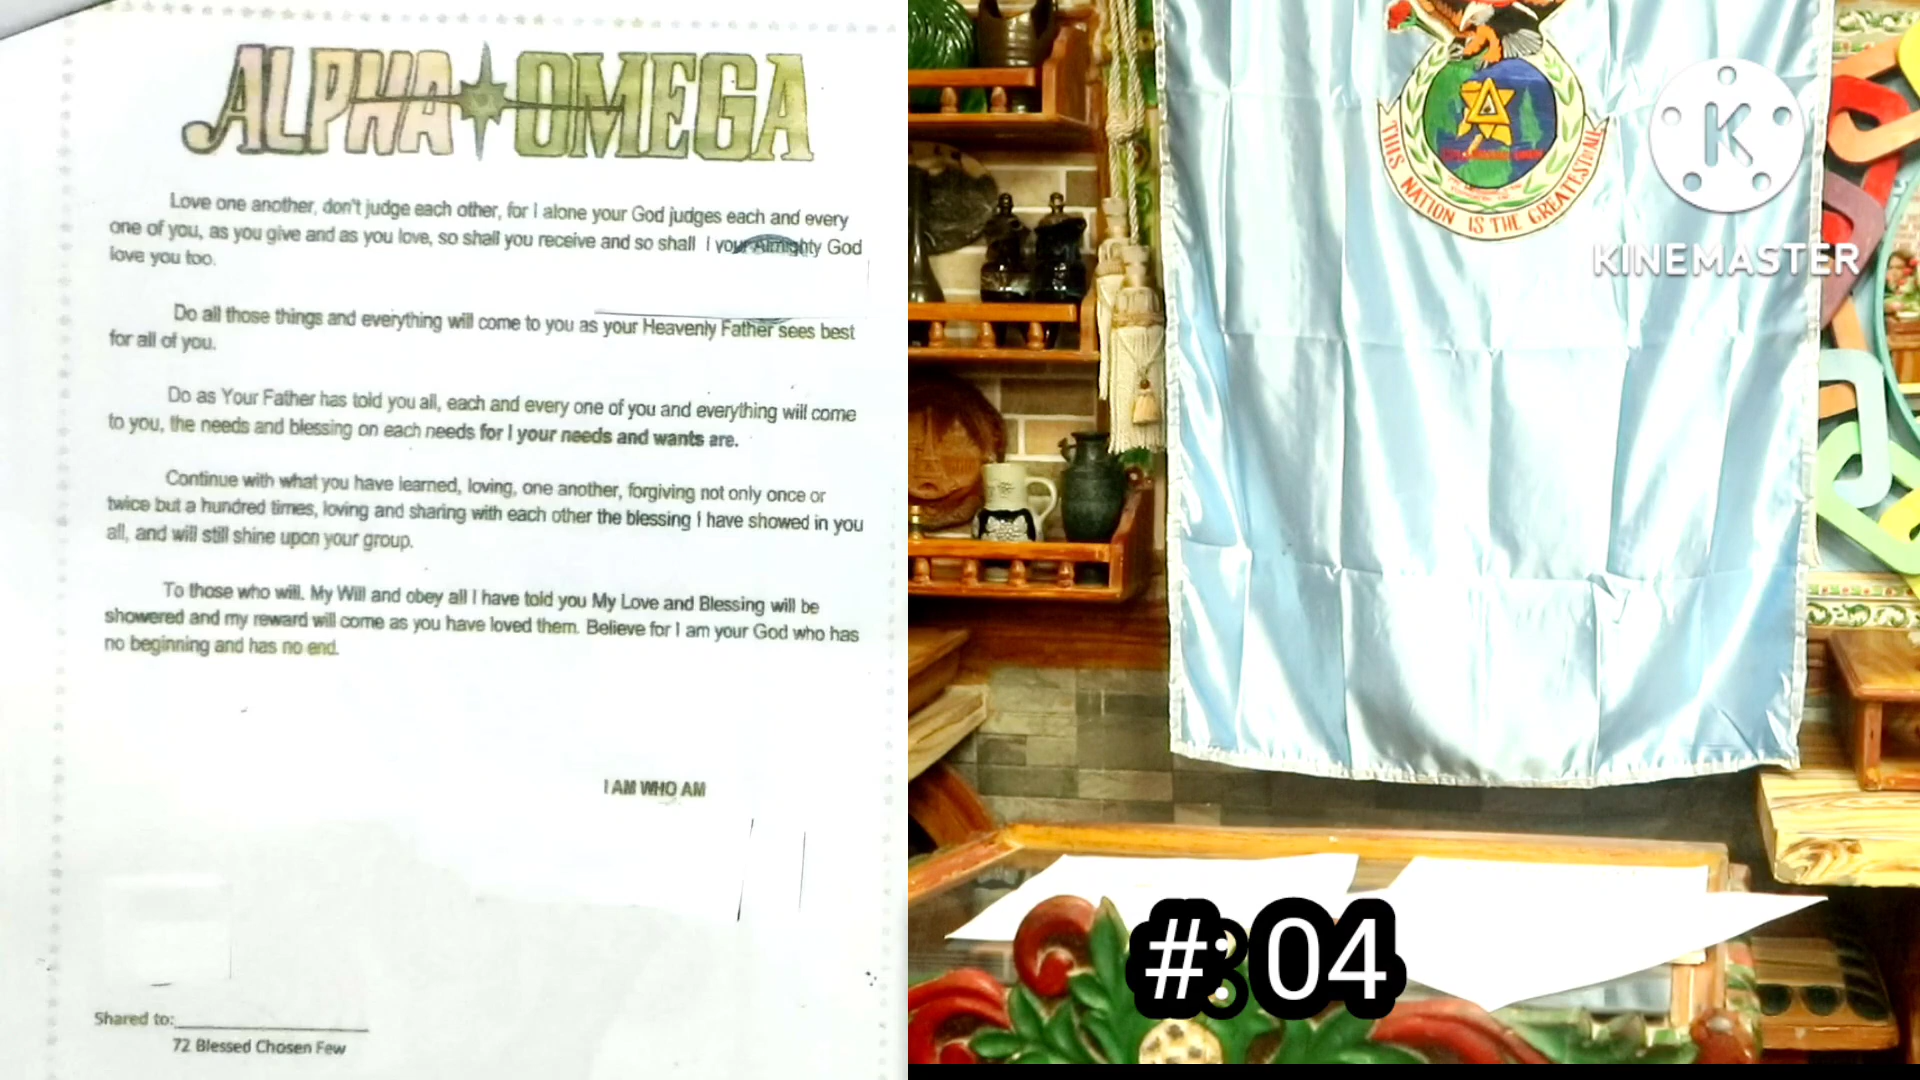 ALPHA OMEGA
Love one another, don't judge each other, for I alone your God judges each and every
one of you, as you give and as you love, so shall you receive and so shall I your Almighty God
love you too.
Do all those things and everything will come to you as your Heavenly Father sees best
for all of you.
Do as Your Father has told you all, each and every one of you and everything will come
to you, the needs and blessing on each needs for I your needs and wants are.
Continue with what you have learned, loving, one another, forgiving not only once or
twice but a hundred times, loving and sharing with each other the blessing I have showed in you
all, and will still shine upon your group.
To those who will. My Will and obey all I have told you My Love and Blessing will be
showered and my reward will come as you have loved them. Believe for I am your God who has
no beginning and has no end.
I AM WHO AM
Shared to:
72 Blessed Chosen Few
THIS NATION IS THE GREATEST
K
KINEMASTER
#:04